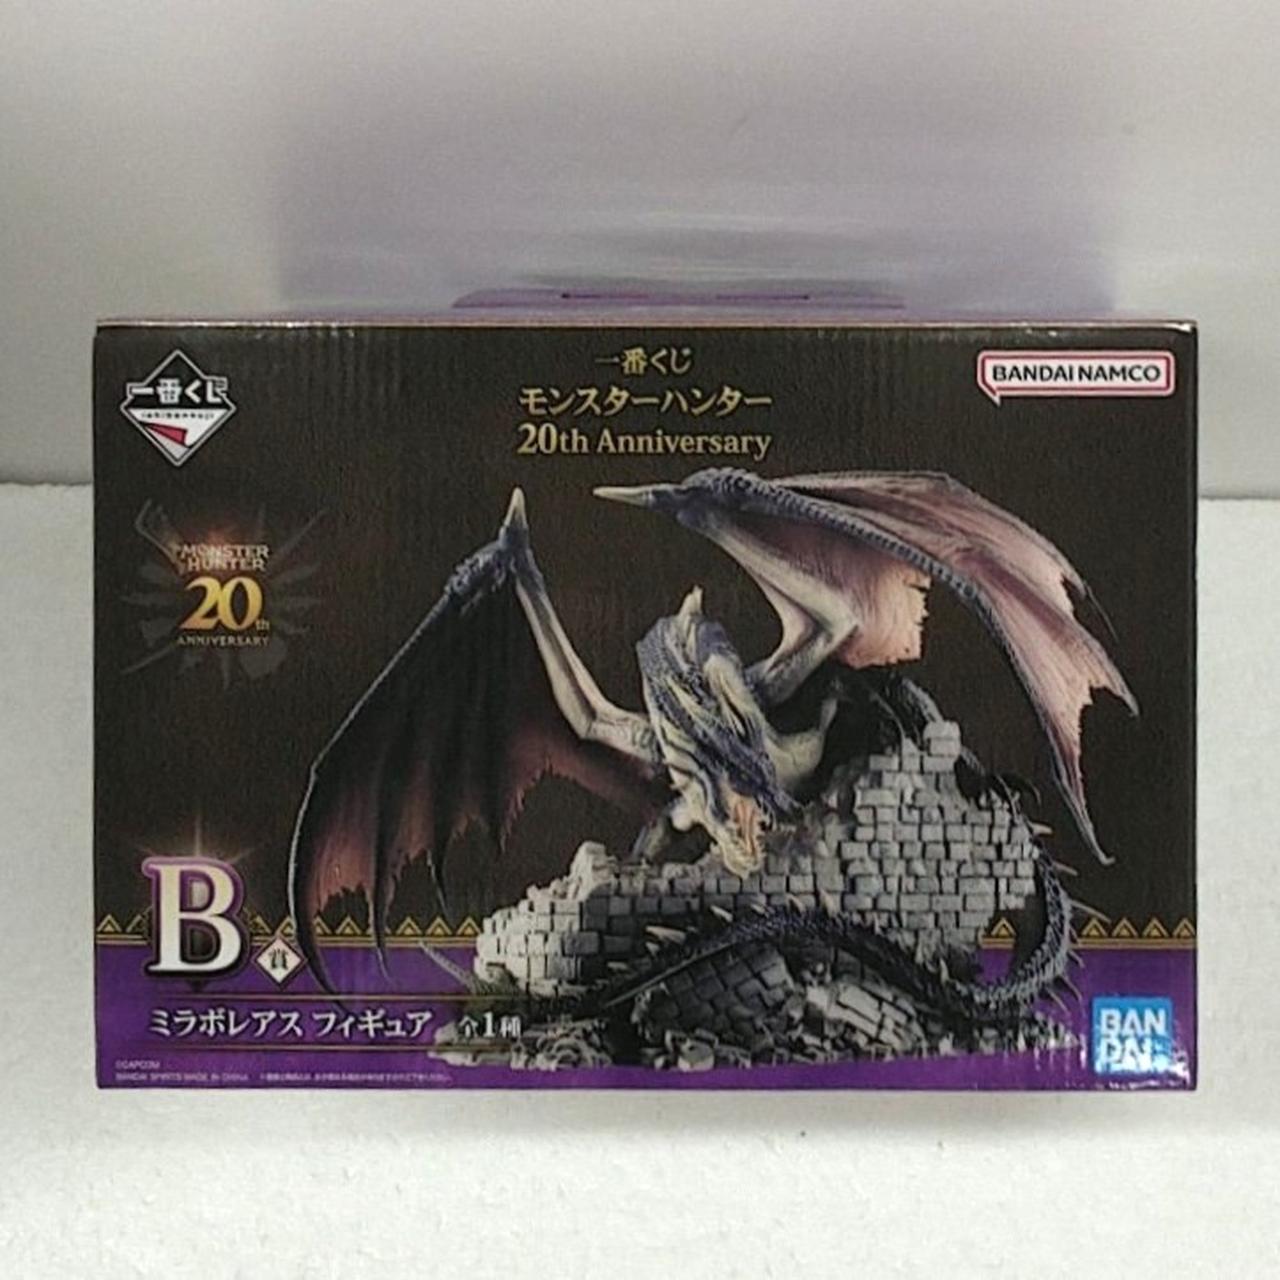 一番くじ
モンスターハンター
20th Anniversary
一番くじ
ichibankuji
BANDAI NAMCO
MONSTER
HUNTER
20th
ANNIVERSARY
B賞
ミラボレアス フィギュア 全1種
©CAPCOM
BANDAI SPIRITS MADE IN CHINA
BAN
DAI